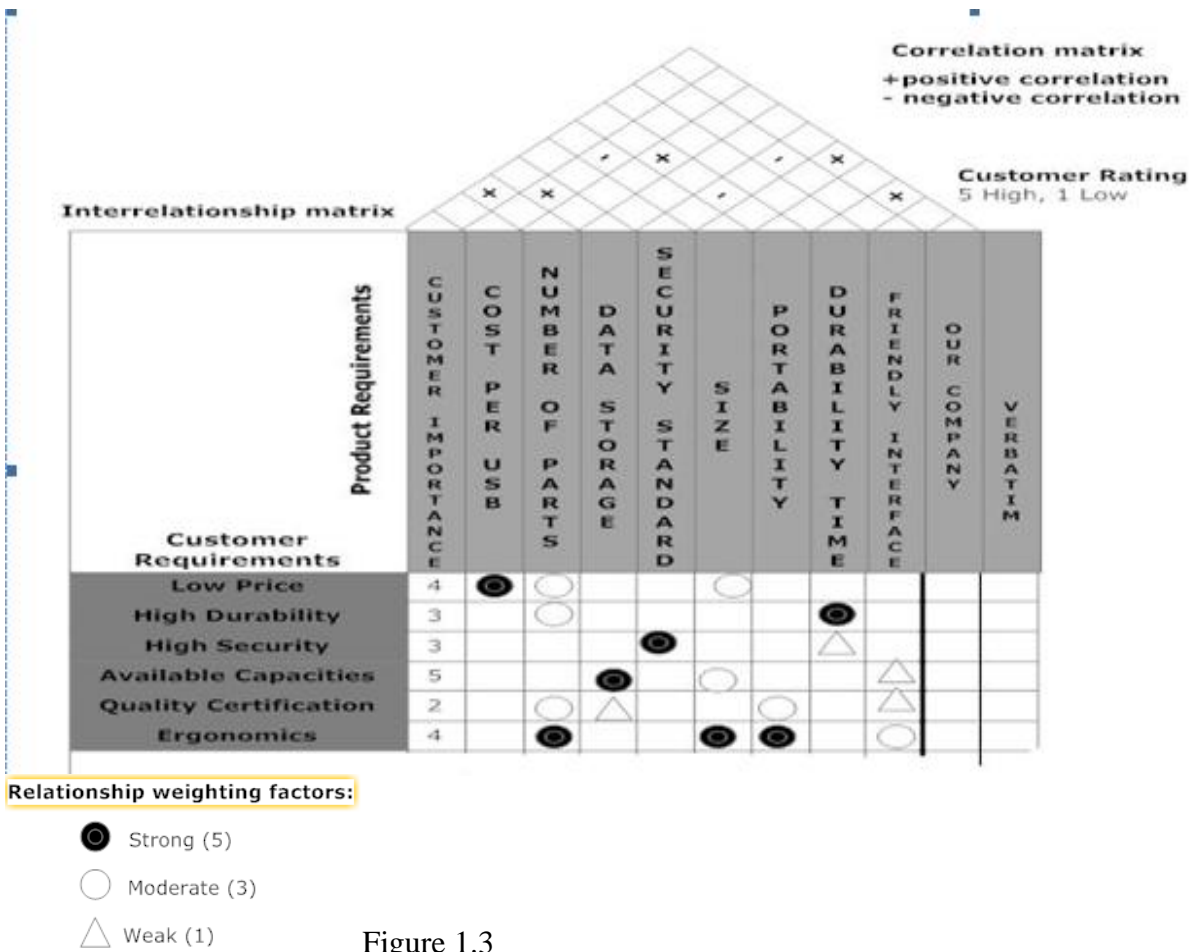 Correlation matrix
+positive correlation
- negative correlation
Customer Rating
5 High, 1 Low
Interrelationship matrix
Product Requirements
Customer
Requirements
CUSTOMER IMPORTANCE
COST PER USB
NUMBER OF PARTS
DATA STORAGE
SECURITY STANDARD
SIZE
PORTABILITY
DURABILITY TIME
FRIENDLY INTERFACE
OUR COMPANY
VERBATIM
Low Price 4
High Durability 3
High Security 3
Available Capacities 5
Quality Certification 2
Ergonomics 4
Relationship weighting factors:
Strong (5)
Moderate (3)
Weak (1)
Figure 1.3